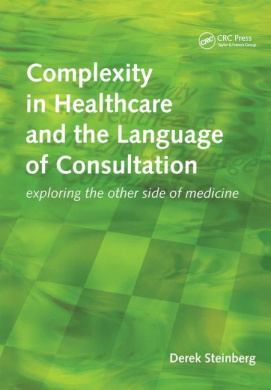 CRC Press
Taylor & Francis Group
Complexity
in Healthcare
and the Language
of Consultation
exploring the other side of medicine
Derek Steinberg